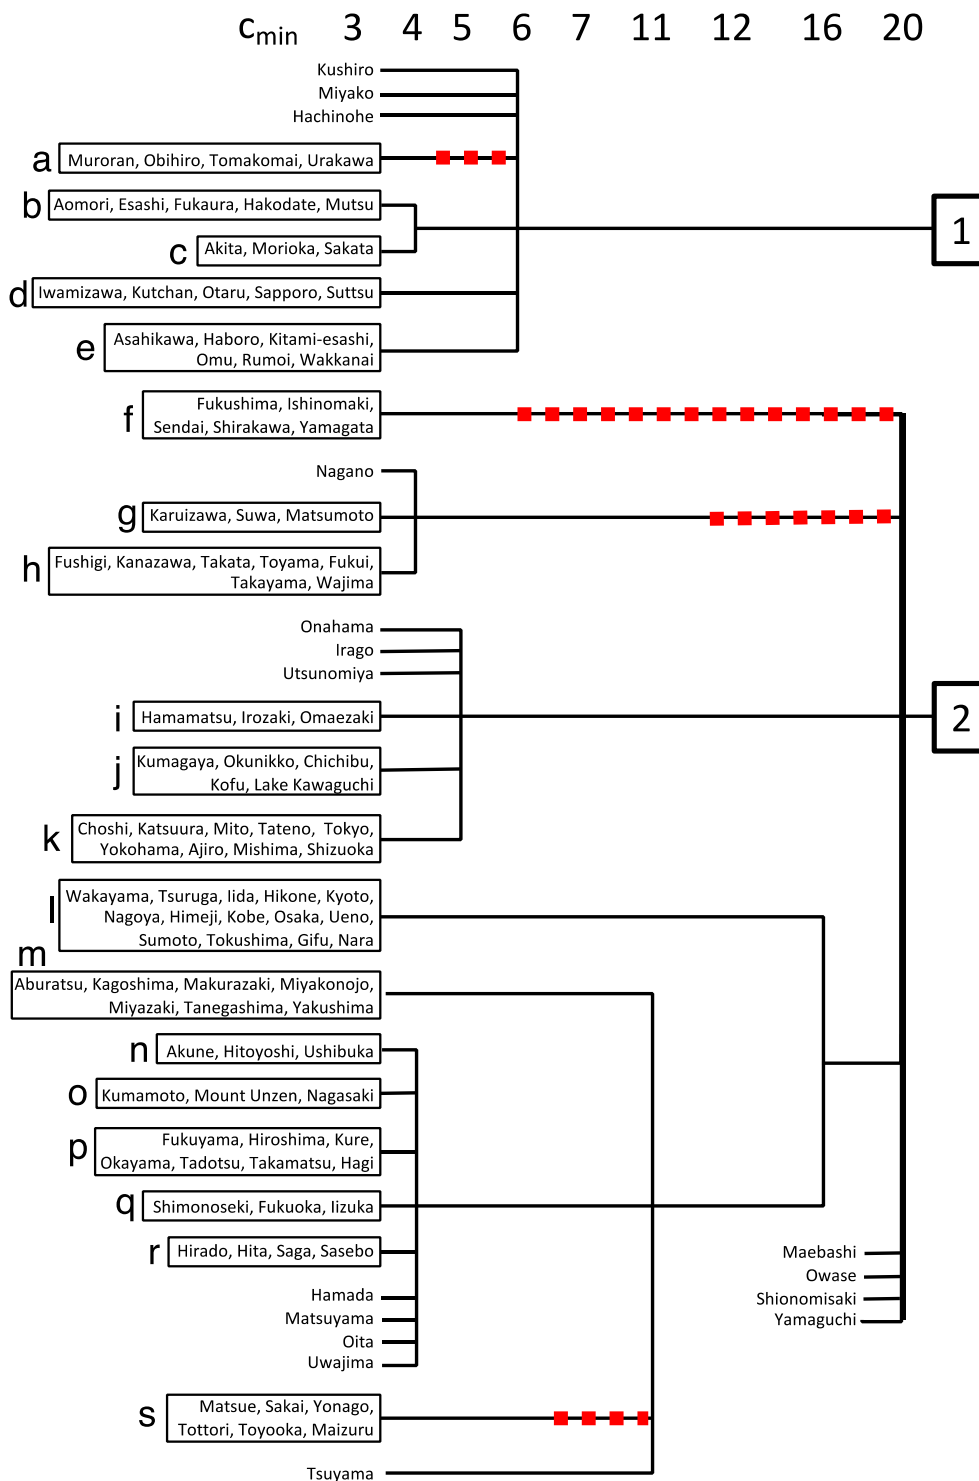 cmin 3 4 5 6 7 11 12 16 20
Kushiro
Miyako
Hachinohe
a Muroran, Obihiro, Tomakomai, Urakawa
b Aomori, Esashi, Fukaura, Hakodate, Mutsu
1
c Akita, Morioka, Sakata
d Iwamizawa, Kutchan, Otaru, Sapporo, Suttsu
e Asahikawa, Haboro, Kitami-esashi,
Omu, Rumoi, Wakkanai
f Fukushima, Ishinomaki,
Sendai, Shirakawa, Yamagata
Nagano
g Karuizawa, Suwa, Matsumoto
h Fushigi, Kanazawa, Takata, Toyama, Fukui,
Takayama, Wajima
Onahama
Irago
Utsunomiya
i Hamamatsu, Irozaki, Omaezaki
2
j Kumagaya, Okunikko, Chichibu,
Kofu, Lake Kawaguchi
k Choshi, Katsuura, Mito, Tateno, Tokyo,
Yokohama, Ajiro, Mishima, Shizuoka
l Wakayama, Tsuruga, Iida, Hikone, Kyoto,
Nagoya, Himeji, Kobe, Osaka, Ueno,
Sumoto, Tokushima, Gifu, Nara
m
Aburatsu, Kagoshima, Makurazaki, Miyakonojo,
Miyazaki, Tanegashima, Yakushima
n Akune, Hitoyoshi, Ushibuka
o Kumamoto, Mount Unzen, Nagasaki
p Fukuyama, Hiroshima, Kure,
Okayama, Tadotsu, Takamatsu, Hagi
q Shimonoseki, Fukuoka, Iizuka
r Hirado, Hita, Saga, Sasebo
Maebashi
Owase
Shionomisaki
Yamaguchi
Hamada
Matsuyama
Oita
Uwajima
s Matsue, Sakai, Yonago,
Tottori, Toyooka, Maizuru
Tsuyama